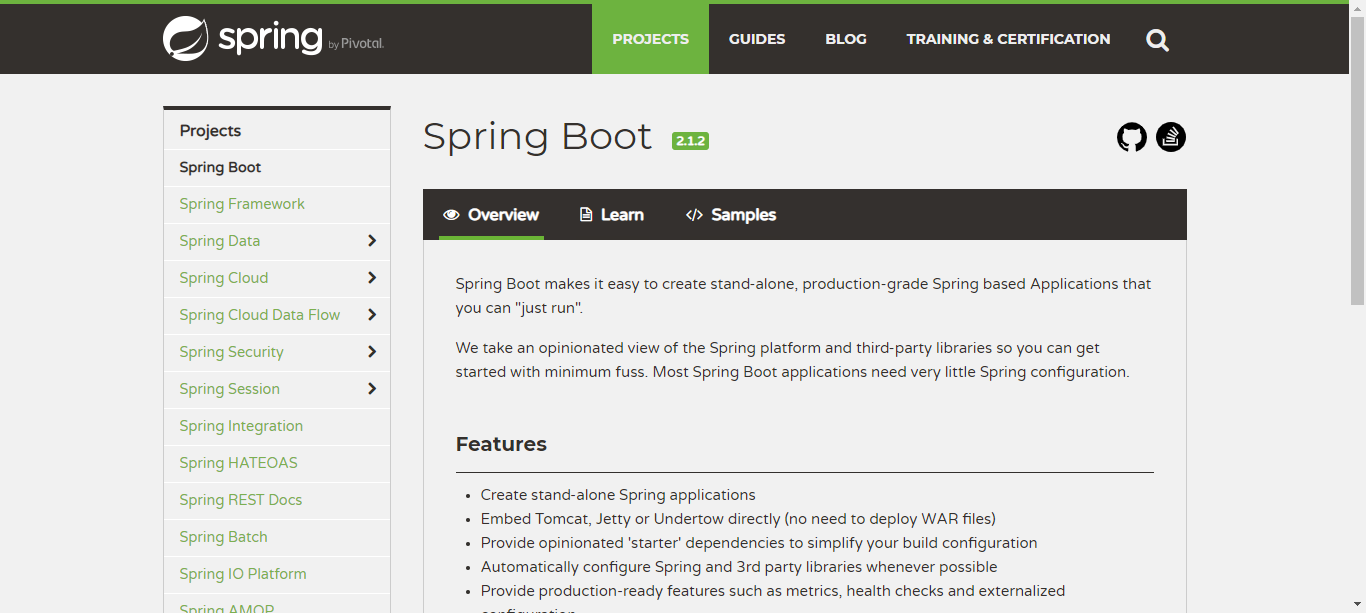 spring by Pivotal.
PROJECTS
GUIDES
BLOG
TRAINING & CERTIFICATION
Projects
Spring Boot
Spring Framework
Spring Data
Spring Cloud
Spring Cloud Data Flow
Spring Security
Spring Session
Spring Integration
Spring HATEOAS
Spring REST Docs
Spring Batch
Spring IO Platform
Spring AMQP
Spring Boot 2.1.2
Overview
Learn
Samples
Spring Boot makes it easy to create stand-alone, production-grade Spring based Applications that
you can "just run".
We take an opinionated view of the Spring platform and third-party libraries so you can get
started with minimum fuss. Most Spring Boot applications need very little Spring configuration.
Features
• Create stand-alone Spring applications
• Embed Tomcat, Jetty or Undertow directly (no need to deploy WAR files)
• Provide opinionated 'starter' dependencies to simplify your build configuration
• Automatically configure Spring and 3rd party libraries whenever possible
• Provide production-ready features such as metrics, health checks and externalized
configuration